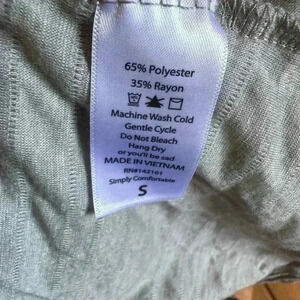 65% Polyester
35% Rayon
Machine Wash Cold
Gentle Cycle
Do Not Bleach
Hang Dry
or you'll be sad
MADE IN VIETNAM
RN#142101
Simply Comfortable
S